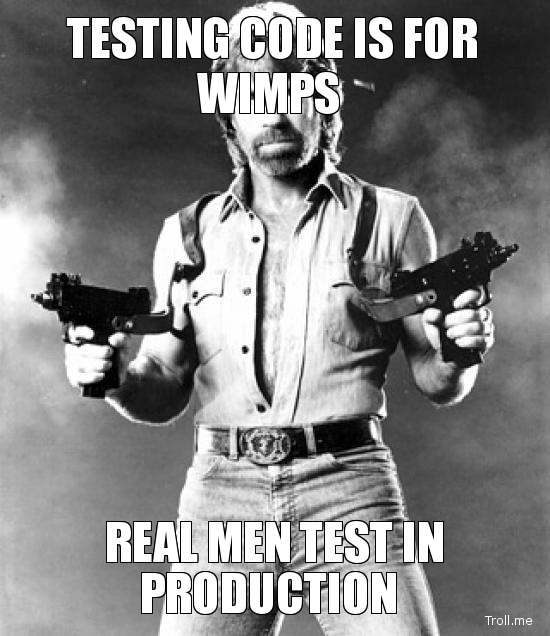 TESTING CODE IS FOR
WIMPS
REAL MEN TEST IN
PRODUCTION
Troll.me